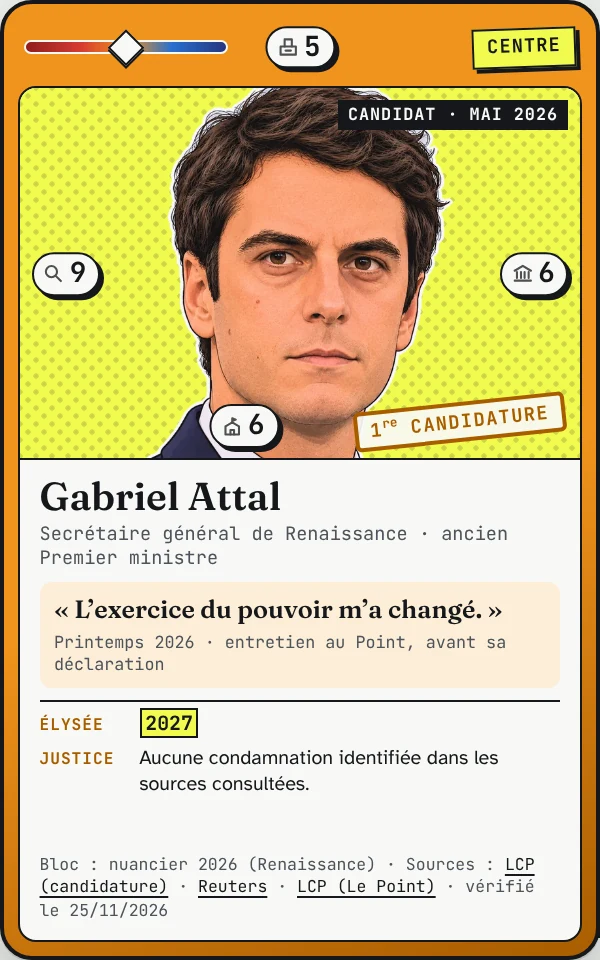 5
CENTRE
CANDIDAT · MAI 2026
9
6
6
1re CANDIDATURE
Gabriel Attal
Secrétaire général de Renaissance · ancien
Premier ministre
« L’exercice du pouvoir m’a changé. »
Printemps 2026 · entretien au Point, avant sa
déclaration
ÉLYSÉE 2027
JUSTICE Aucune condamnation identifiée dans les
sources consultées.
Bloc : nuancier 2026 (Renaissance) · Sources : LCP
(candidature) · Reuters · LCP (Le Point) · vérifié
le 25/11/2026